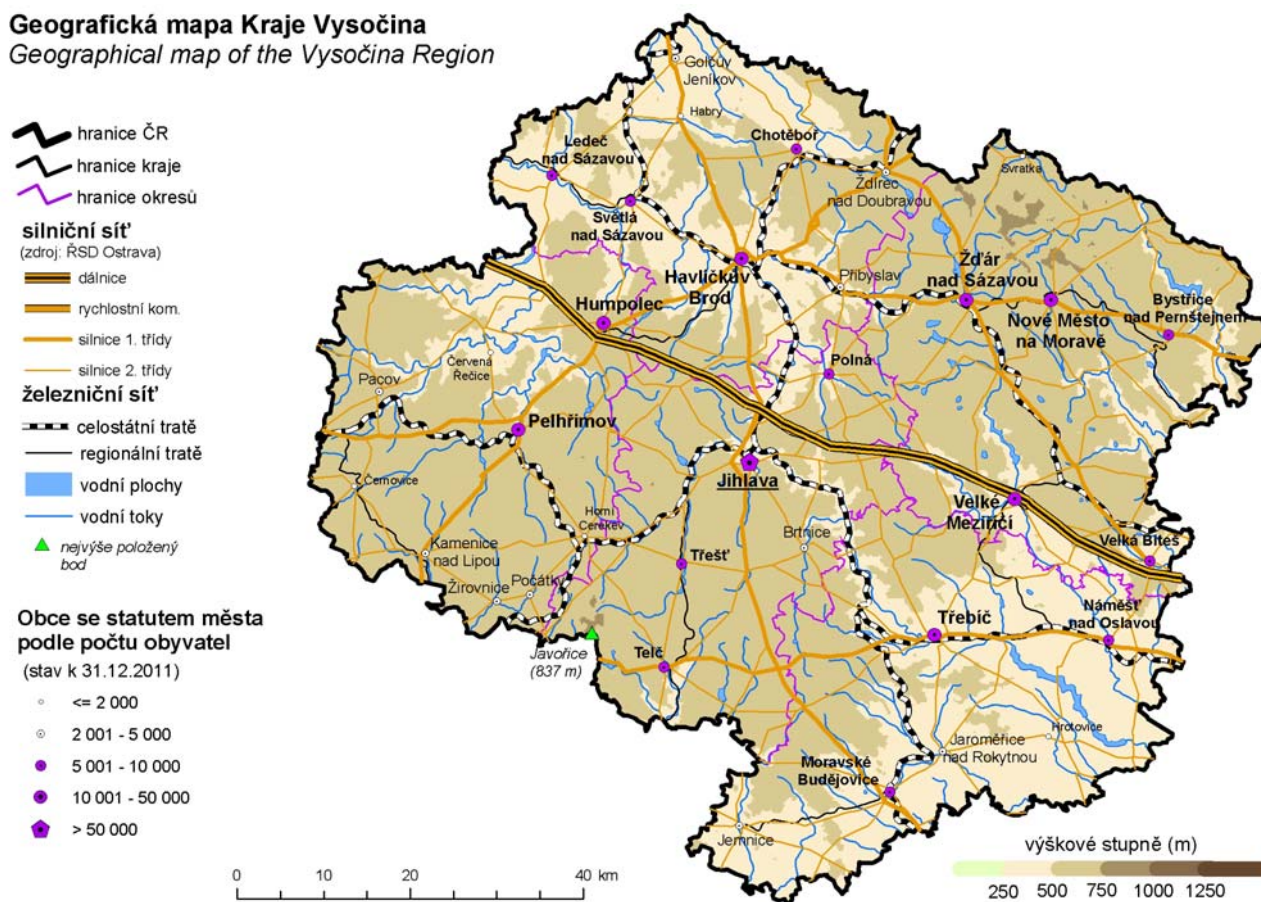 Geografická mapa Kraje Vysočina
Geographical map of the Vysočina Region
hranice ČR
hranice kraje
hranice okresů
silniční síť
(zdroj: ŘSD Ostrava)
dálnice
rychlostní kom.
silnice 1. třídy
silnice 2. třídy
železniční síť
celostátní tratě
regionální tratě
vodní plochy
vodní toky
nejvýše položený
bod
Obce se statutem města
podle počtu obyvatel
(stav k 31.12.2011)
<= 2 000
2 001 - 5 000
5 001 - 10 000
10 001 - 50 000
> 50 000
Golčův
Jeníkov
Habry
Chotěboř
Ledeč
nad Sázavou
Světlá
nad Sázavou
Ždírec
nad Doubravou
Svratka
Havlíčkův
Brod
Přibyslav
Žďár
nad Sázavou
Humpolec
Nové Město
na Moravě
Bystřice
nad Pernštejnem
Červená
Řečice
Polná
Pacov
Pelhřimov
Jihlava
Černovice
Velké
Meziříčí
Horní
Cerekev
Brtnice
Velká Bíteš
Kamenice
nad Lipou
Třešť
Žirovnice
Počátky
Třebíč
Náměšť
nad Oslavou
Javořice
(837 m)
Telč
Hrotovice
Jaroměřice
nad Rokytnou
Moravské
Budějovice
Jemnice
0 10 20 40 km
výškové stupně (m)
250 500 750 1000 1250